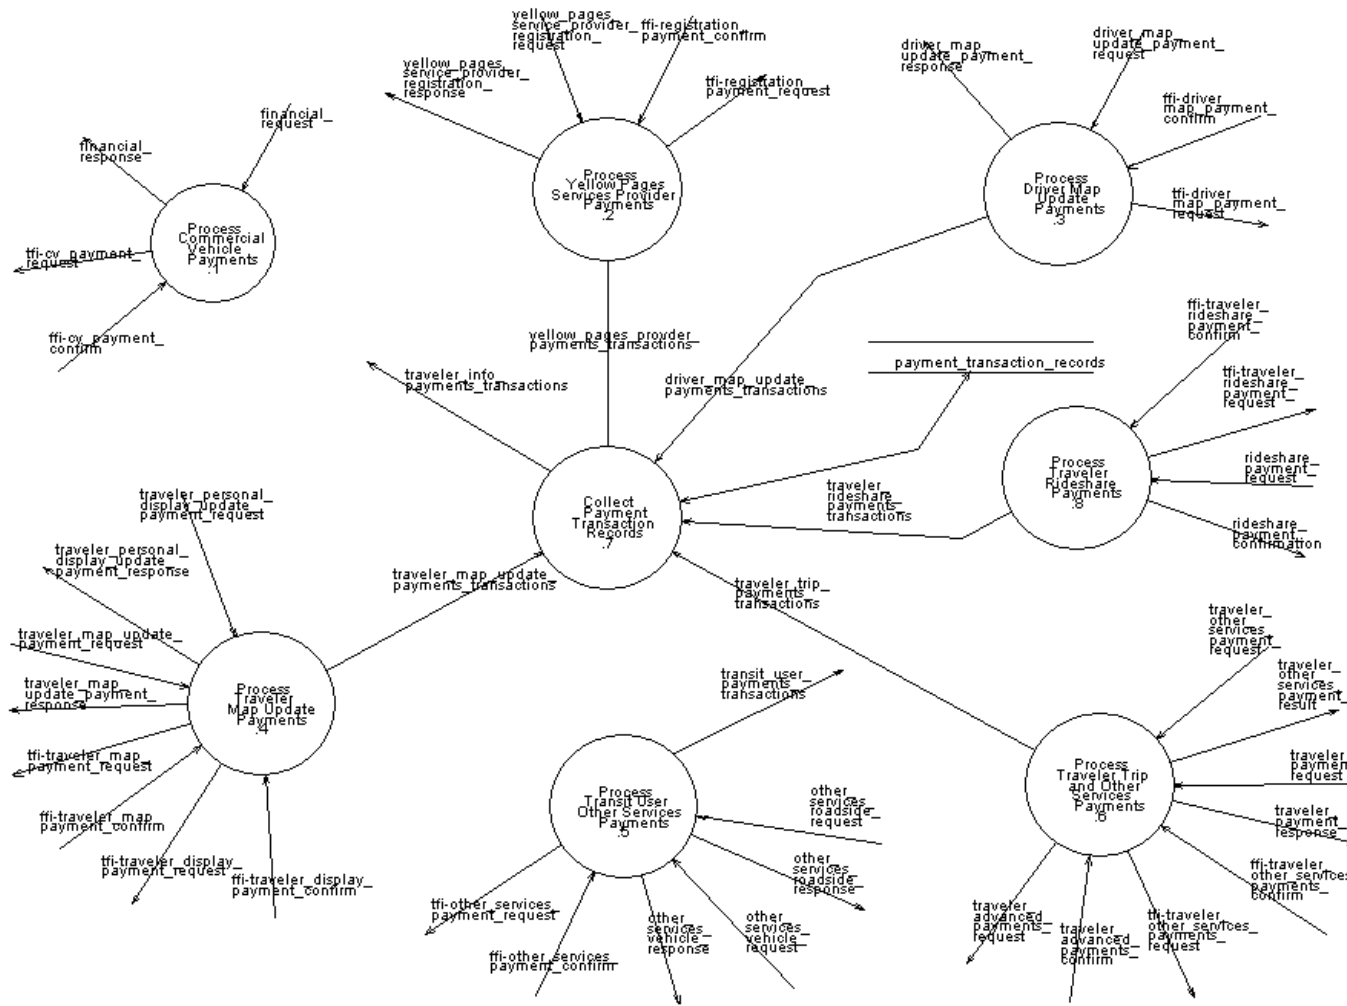 yellow_pages_
service_provider_
registration_
request
ffi-registration_
payment_confirm
yellow_pages_
service_provider_
registration_
response
tfi-registration_
payment_request
driver_map_
update_payment_
response
driver_map_
update_payment_
request
ffi-driver_
map_payment_
confirm
tfi-driver_
map_payment_
request
financial_
request
financial_
response
tfi-cv_payment_
request
ffi-cv_payment_
confirm
Process
Commercial
Vehicle
Payments
.1
Process
Yellow Pages
Services Provider
Payments
.2
Process
Driver Map
Update
Payments
.3
yellow_pages_provder_
payments_transactions
traveler_info_
payments_transactions
driver_map_update_
payments_transactions
payment_transaction_records
ffi-traveler_
rideshare_
payment_
confirm
tfi-traveler_
rideshare_
payment_
request
rideshare_
payment_
request
rideshare_
payment_
confirmation
Process
Traveler
Rideshare
Payments
.8
traveler_
rideshare_
payments_
transactions
Collect
Payment
Transaction
Records
.7
traveler_personal_
display_update_
payment_request
traveler_personal_
display_update_
payment_response
traveler_map_update_
payments_transactions
traveler_trip_
payments_
transactions
traveler_map_update_
payment_request
traveler_map_
update_payment_
response
tfi-traveler_map_
payment_request
ffi-traveler_map_
payment_confirm
tfi-traveler_display_
payment_request
ffi-traveler_display_
payment_confirm
Process
Traveler
Map Update
Payments
.4
transit_user_
payments_
transactions
Process
Transit User
Other Services
Payments
.5
other_
services_
roadside_
request
other_
services_
roadside_
response
tfi-other_services_
payment_request
ffi-other_services_
payment_confirm
other_
services_
vehicle_
response
other_
services_
vehicle_
request
traveler_
other_
services_
payment_
request
traveler_
other_
services_
payment_
result
traveler_
payment_
request
traveler_
payment_
response
ffi-traveler_
other_services_
payments_
confirm
Process
Traveler Trip
and Other
Services
Payments
.6
traveler_
advanced_
payments_
request
traveler_
advanced_
payments_
confirm
tfi-traveler_
other_services_
payments_
request